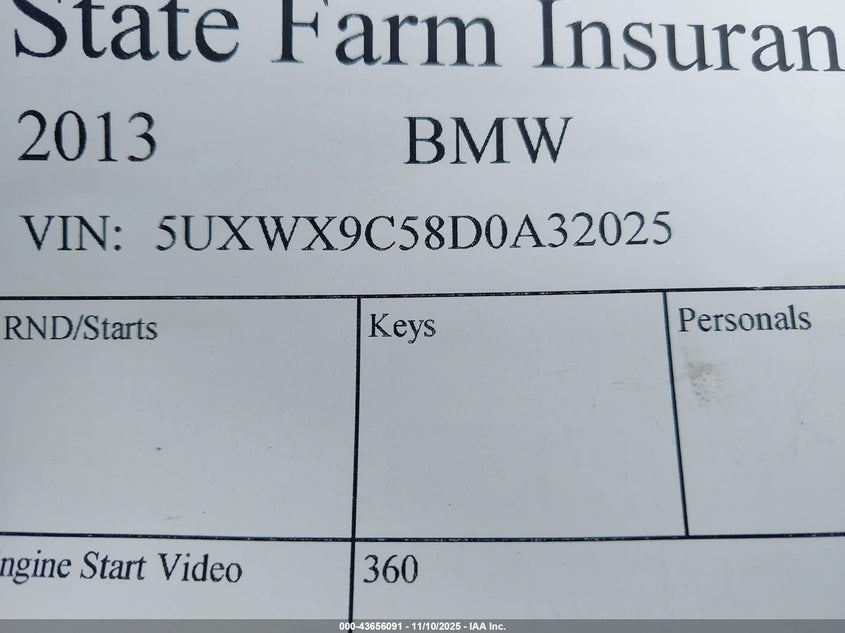 State Farm Insuran
2013 BMW
VIN: 5UXWX9C58D0A32025
RND/Starts Keys Personals
ngine Start Video 360
000-43656091 - 11/10/2025 - IAA Inc.